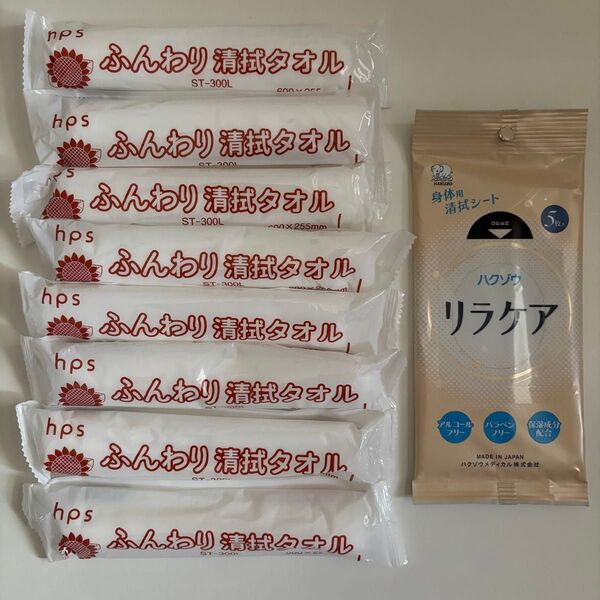 hps
ふんわり 清拭タオル
ST-300L
hps
ふんわり 清拭タオル
ST-300L
hps
ふんわり 清拭タオル
ST-300L 600×255mm
hps
ふんわり 清拭タオル
ST-300L
hps
ふんわり 清拭タオル
ST-300L
hps
ふんわり 清拭タオル
hps
ふんわり 清拭タオル
hps
ふんわり 清拭タオル
ST-300L
HAKUZO
身体用
清拭シート
5枚入
ハクゾウ
リラケア
アルコール
フリー
パラベン
フリー
保湿成分
配合
MADE IN JAPAN
ハクゾウメディカル株式会社